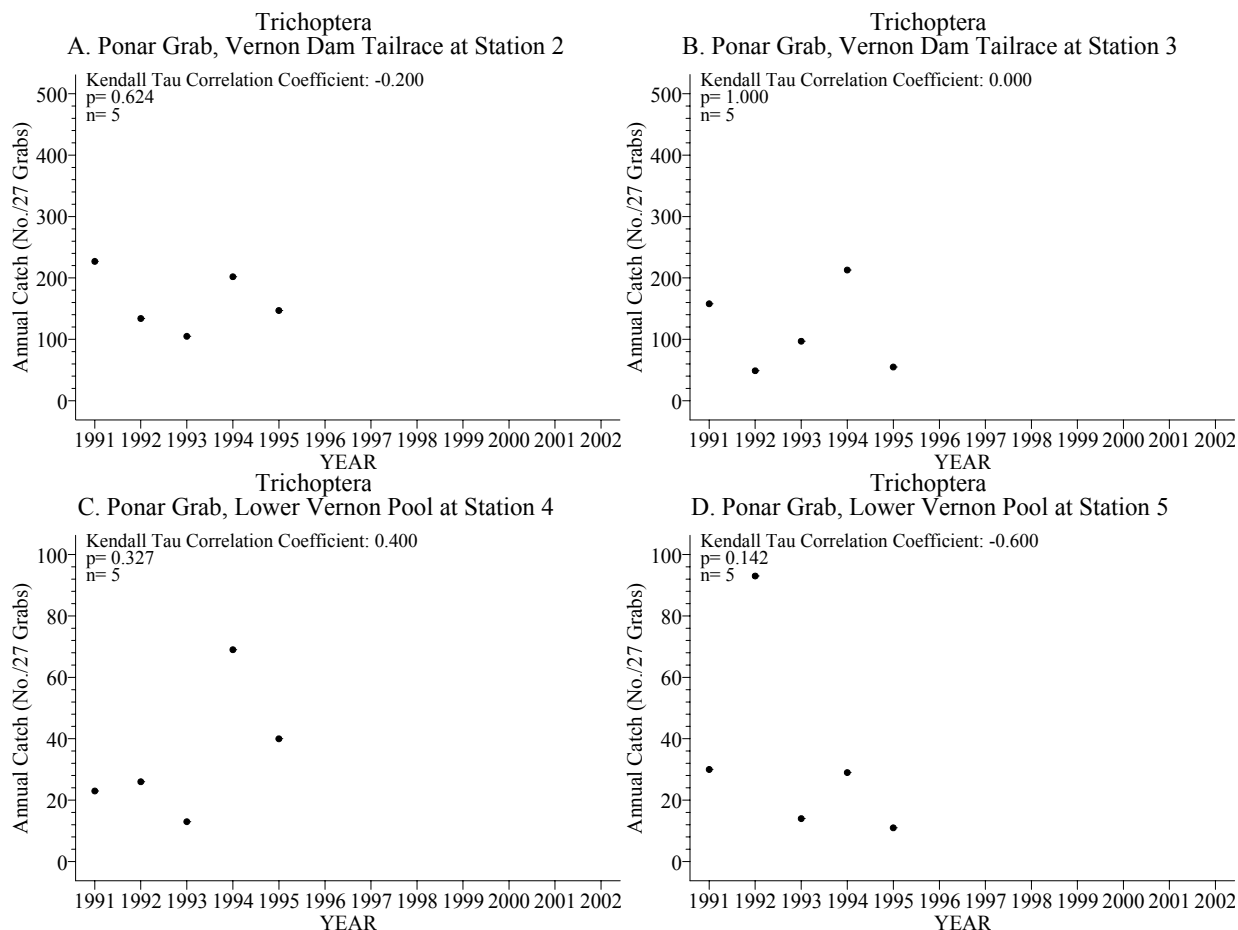 Trichoptera
A. Ponar Grab, Vernon Dam Tailrace at Station 2
Kendall Tau Correlation Coefficient: -0.200
p= 0.624
n= 5
Annual Catch (No./27 Grabs)
500
400
300
200
100
0
1991 1992 1993 1994 1995 1996 1997 1998 1999 2000 2001 2002
YEAR
Trichoptera
B. Ponar Grab, Vernon Dam Tailrace at Station 3
Kendall Tau Correlation Coefficient: 0.000
p= 1.000
n= 5
Annual Catch (No./27 Grabs)
500
400
300
200
100
0
1991 1992 1993 1994 1995 1996 1997 1998 1999 2000 2001 2002
YEAR
Trichoptera
C. Ponar Grab, Lower Vernon Pool at Station 4
Kendall Tau Correlation Coefficient: 0.400
p= 0.327
n= 5
Annual Catch (No./27 Grabs)
100
80
60
40
20
0
1991 1992 1993 1994 1995 1996 1997 1998 1999 2000 2001 2002
YEAR
Trichoptera
D. Ponar Grab, Lower Vernon Pool at Station 5
Kendall Tau Correlation Coefficient: -0.600
p= 0.142
n= 5
Annual Catch (No./27 Grabs)
100
80
60
40
20
0
1991 1992 1993 1994 1995 1996 1997 1998 1999 2000 2001 2002
YEAR